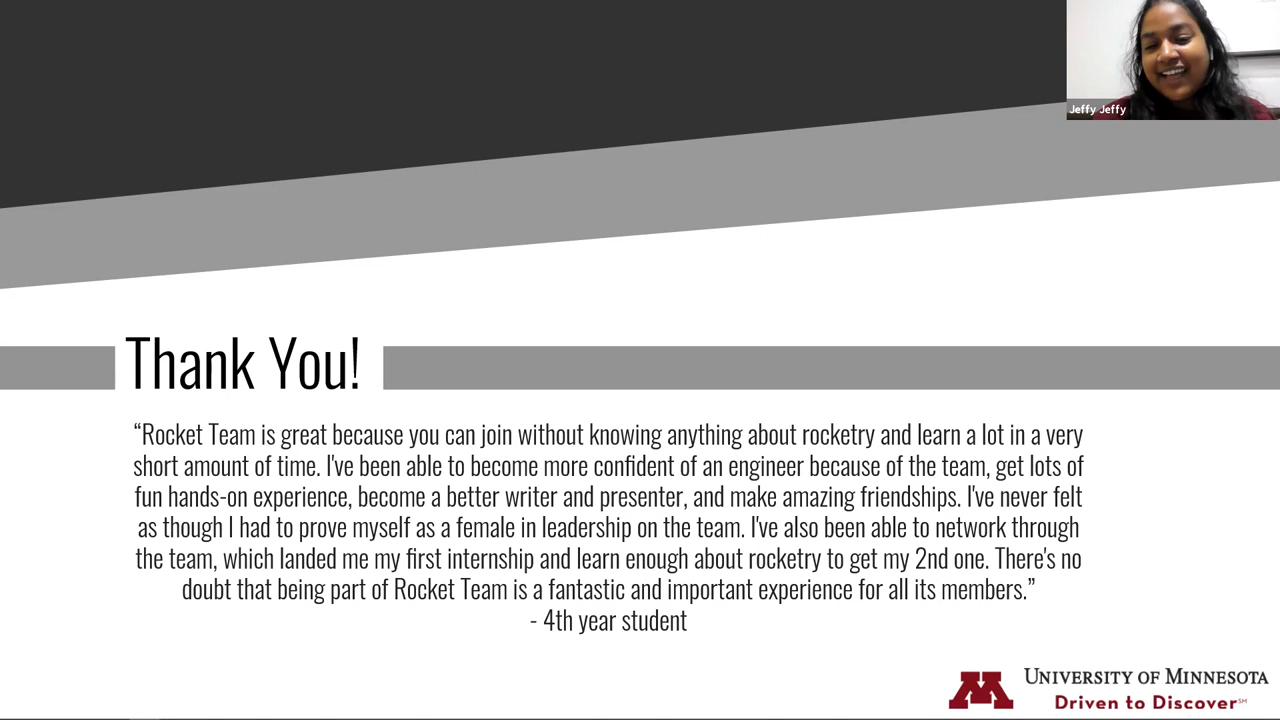 Jeffy Jeffy
Thank You!
“Rocket Team is great because you can join without knowing anything about rocketry and learn a lot in a very
short amount of time. I've been able to become more confident of an engineer because of the team, get lots of
fun hands-on experience, become a better writer and presenter, and make amazing friendships. I've never felt
as though I had to prove myself as a female in leadership on the team. I've also been able to network through
the team, which landed me my first internship and learn enough about rocketry to get my 2nd one. There's no
doubt that being part of Rocket Team is a fantastic and important experience for all its members.”
- 4th year student
M
UNIVERSITY OF MINNESOTA
Driven to Discover℠